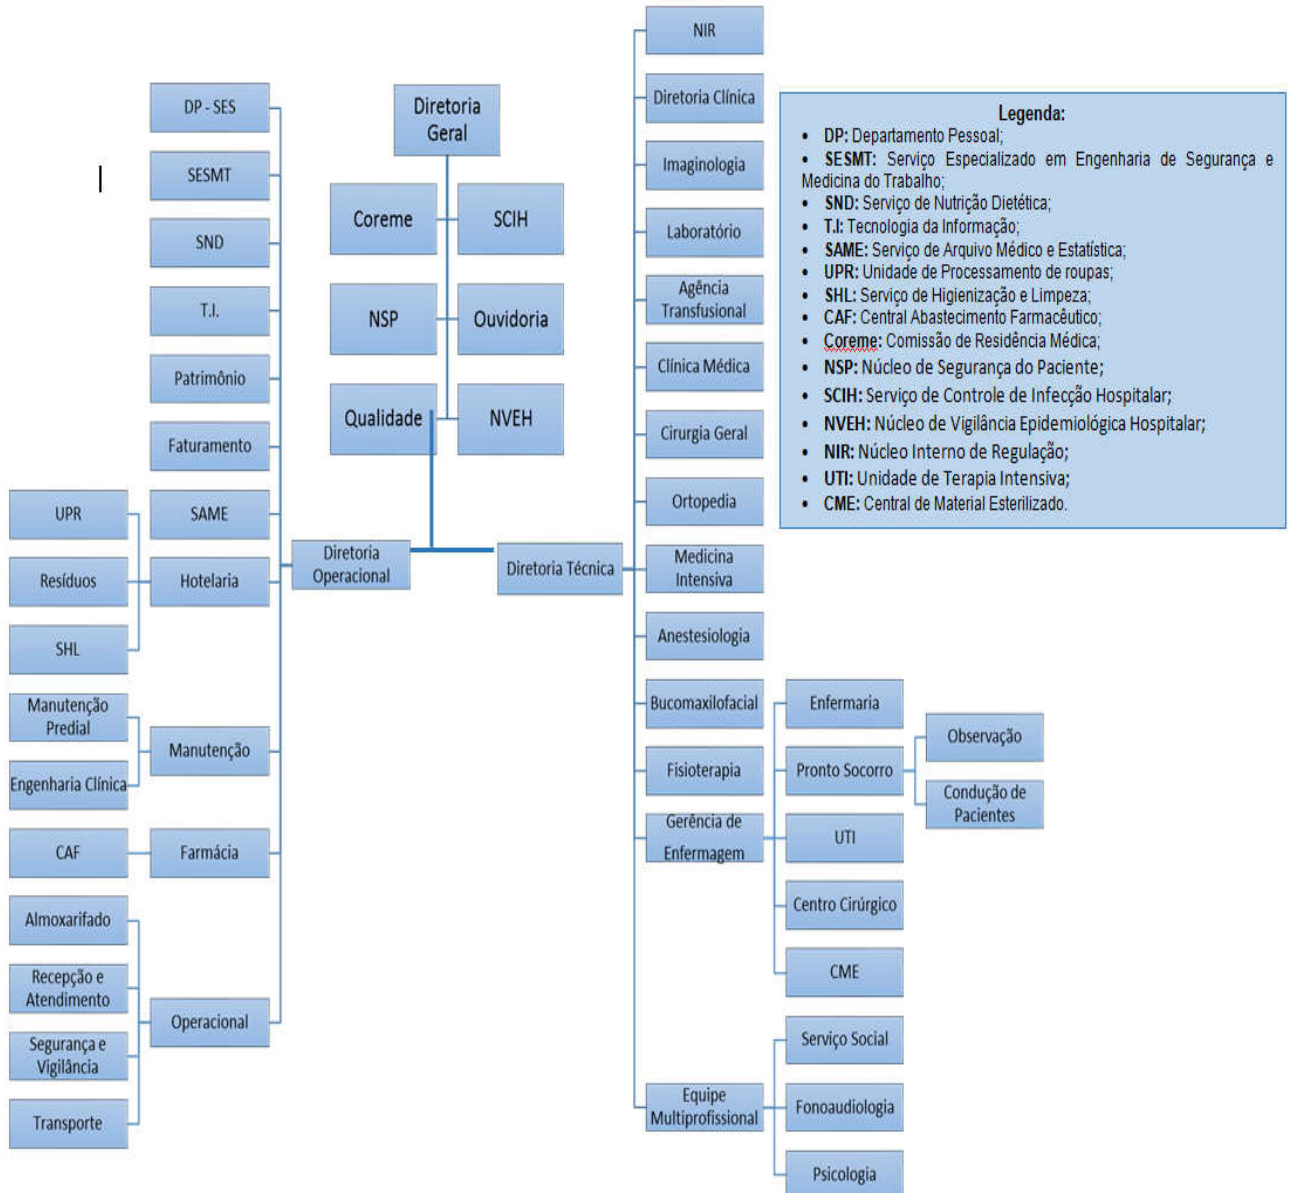 Diretoria
Geral
Coreme
SCIH
NSP
Ouvidoria
Qualidade
NVEH
Diretoria
Operacional
Diretoria Técnica
DP - SES
SESMT
SND
T.I.
Patrimônio
Faturamento
SAME
Hotelaria
UPR
Resíduos
SHL
Manutenção
Manutenção
Predial
Engenharia Clínica
Farmácia
CAF
Operacional
Almoxarifado
Recepção e
Atendimento
Segurança e
Vigilância
Transporte
NIR
Diretoria Clínica
Imaginologia
Laboratório
Agência
Transfusional
Clínica Médica
Cirurgia Geral
Ortopedia
Medicina
Intensiva
Anestesiologia
Bucomaxilofacial
Fisioterapia
Gerência de
Enfermagem
Enfermaria
Pronto Socorro
Observação
Condução de
Pacientes
UTI
Centro Cirúrgico
CME
Equipe
Multiprofissional
Serviço Social
Fonoaudiologia
Psicologia
Legenda:
• DP: Departamento Pessoal;
• SESMT: Serviço Especializado em Engenharia de Segurança e
Medicina do Trabalho;
• SND: Serviço de Nutrição Dietética;
• T.I: Tecnologia da Informação;
• SAME: Serviço de Arquivo Médico e Estatística;
• UPR: Unidade de Processamento de roupas;
• SHL: Serviço de Higienização e Limpeza;
• CAF: Central Abastecimento Farmacêutico;
• Coreme: Comissão de Residência Médica;
• NSP: Núcleo de Segurança do Paciente;
• SCIH: Serviço de Controle de Infecção Hospitalar;
• NVEH: Núcleo de Vigilância Epidemiológica Hospitalar;
• NIR: Núcleo Interno de Regulação;
• UTI: Unidade de Terapia Intensiva;
• CME: Central de Material Esterilizado.